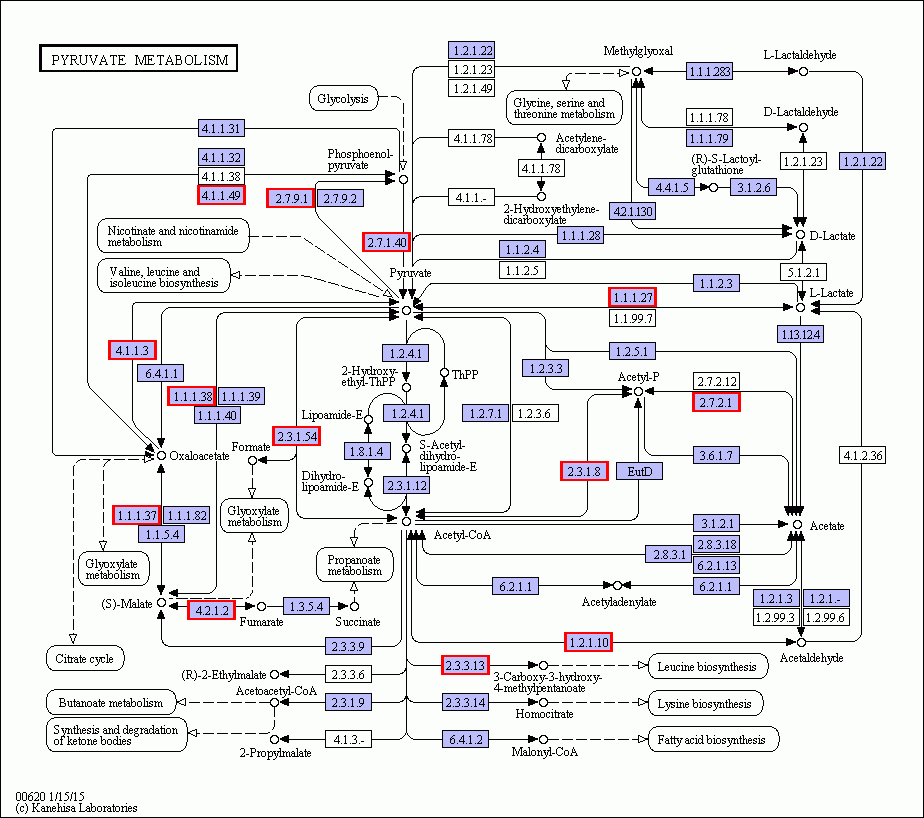 PYRUVATE METABOLISM
1.2.1.22
1.2.1.23
1.2.1.49
Methylglyoxal
1.1.1.283
L-Lactaldehyde
Glycolysis
Glycine, serine and
threonine metabolism
1.1.1.78
1.1.1.79
D-Lactaldehyde
4.1.1.31
4.1.1.32
4.1.1.38
4.1.1.49
Phosphoenol-
pyruvate
4.1.1.78
Acetylene-
dicarboxylate
4.1.1.78
(R)-S-Lactoyl-
glutathione
1.2.1.23
1.2.1.22
2.7.9.1
2.7.9.2
4.1.1.-
2-Hydroxyethylene-
dicarboxylate
4.4.1.5
3.1.2.6
4.2.1.130
Nicotinate and nicotinamide
metabolism
2.7.1.40
1.1.1.28
D-Lactate
1.1.2.4
1.1.2.5
Valine, leucine and
isoleucine biosynthesis
Pyruvate
5.1.2.1
1.1.2.3
L-Lactate
1.1.1.27
1.1.99.7
1.13.12.4
4.1.1.3
6.4.1.1
1.2.4.1
2-Hydroxy-
ethyl-ThPP
ThPP
1.2.3.3
1.2.5.1
Acetyl-P
2.7.2.12
2.7.2.1
1.1.1.38
1.1.1.39
1.1.1.40
Lipoamide-E
1.2.4.1
1.2.7.1
1.2.3.6
2.3.1.54
Formate
1.8.1.4
S-Acetyl-
dihydro-
lipoamide-E
Oxaloacetate
Dihydro-
lipoamide-E
2.3.1.12
2.3.1.8
EutD
3.6.1.7
4.1.2.36
Glyoxylate
metabolism
1.1.1.37
1.1.1.82
1.1.5.4
Acetyl-CoA
3.1.2.1
Acetate
2.8.3.18
2.8.3.1
6.2.1.13
Glyoxylate
metabolism
Propanoate
metabolism
6.2.1.1
Acetyladenylate
6.2.1.1
1.2.1.3
1.2.1.-
1.2.99.3
1.2.99.6
(S)-Malate
4.2.1.2
Fumarate
1.3.5.4
Succinate
Citrate cycle
2.3.3.9
1.2.1.10
Acetaldehyde
(R)-2-Ethylmalate
2.3.3.6
2.3.3.13
3-Carboxy-3-hydroxy-
4-methylpentanoate
Leucine biosynthesis
Butanoate metabolism
Acetoacetyl-CoA
2.3.1.9
2.3.3.14
Homocitrate
Lysine biosynthesis
Synthesis and degradation
of ketone bodies
2-Propylmalate
4.1.3.-
6.4.1.2
Malonyl-CoA
Fatty acid biosynthesis
00620 1/15/15
(c) Kanehisa Laboratories